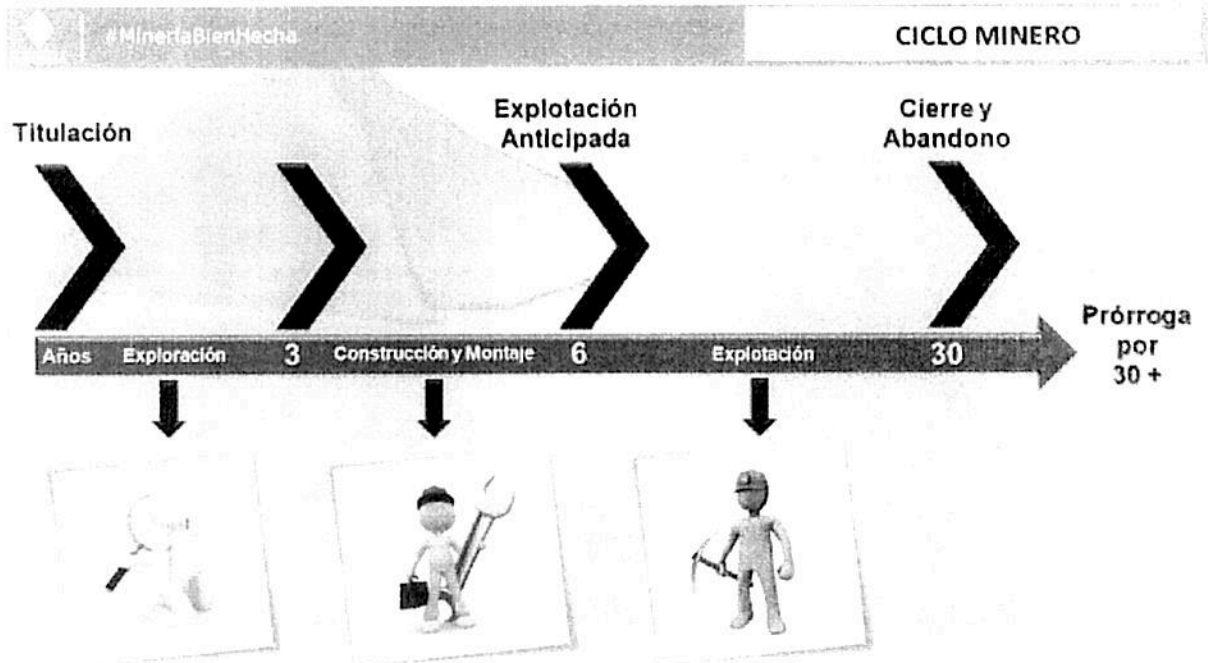 #MineríaBienHecha
CICLO MINERO
Titulación
Explotación
Anticipada
Cierre y
Abandono
Años Exploración 3 Construcción y Montaje 6 Explotación 30
Prórroga
por
30 +